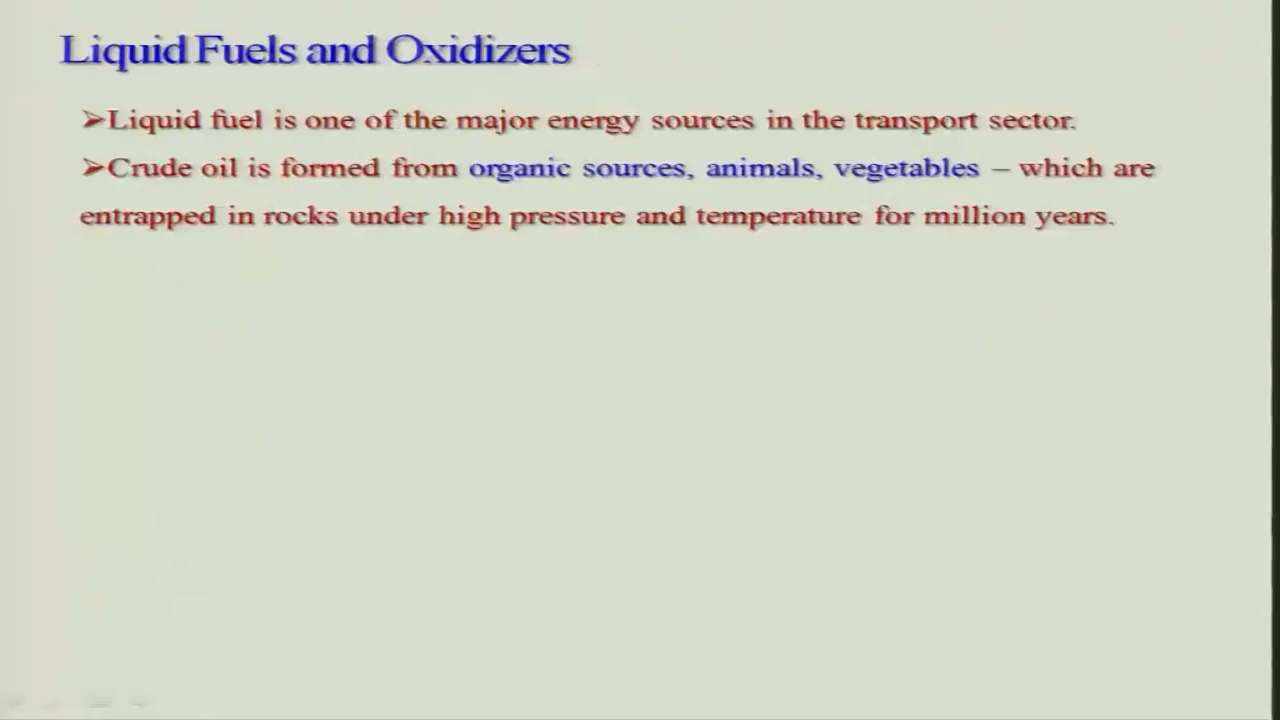 Liquid Fuels and Oxidizers
➢Liquid fuel is one of the major energy sources in the transport sector.
➢Crude oil is formed from organic sources, animals, vegetables – which are
entrapped in rocks under high pressure and temperature for million years.